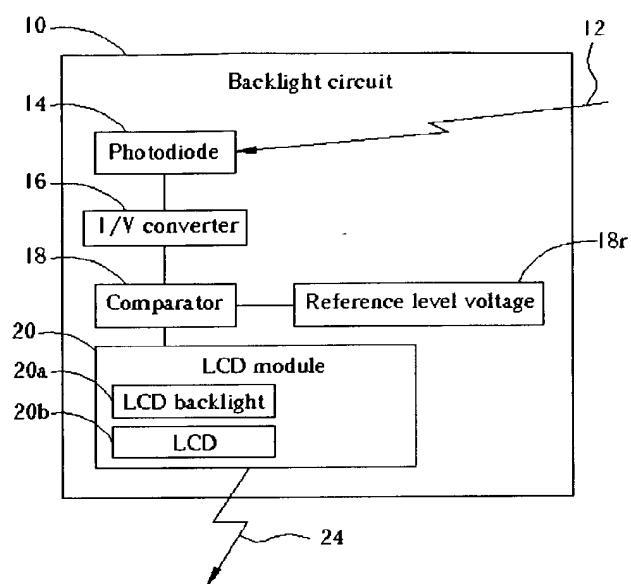 10
12
Backlight circuit
14
Photodiode
16
I/V converter
18
18r
Comparator
Reference level voltage
20
LCD module
20a
LCD backlight
20b
LCD
24